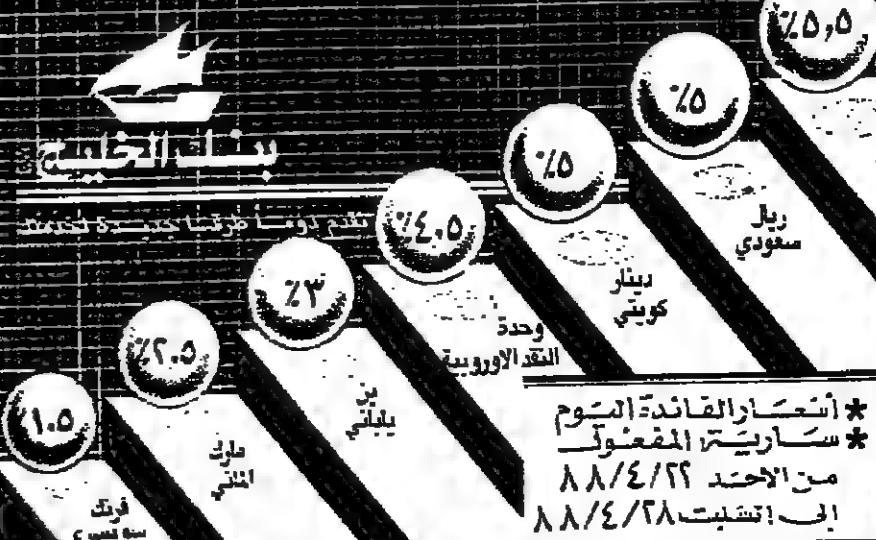 بنك الخليج
نقدم دوماً طرقاً جديدة لخدمتك
٪٥,٥
٪٥
ريال
سعودي
٪٥
دينار
كويتي
٪٤.٥
وحدة
النقد الاوروبية
٪٣
ين
ياباني
٪٢.٥
مارك
الماني
٪١.٥
فرنك
* أسعار الفائدة اليوم
* سارية المفعول
من الاحد ٨٨/٤/٢٢
الى السبت ٨٨/٤/٢٨